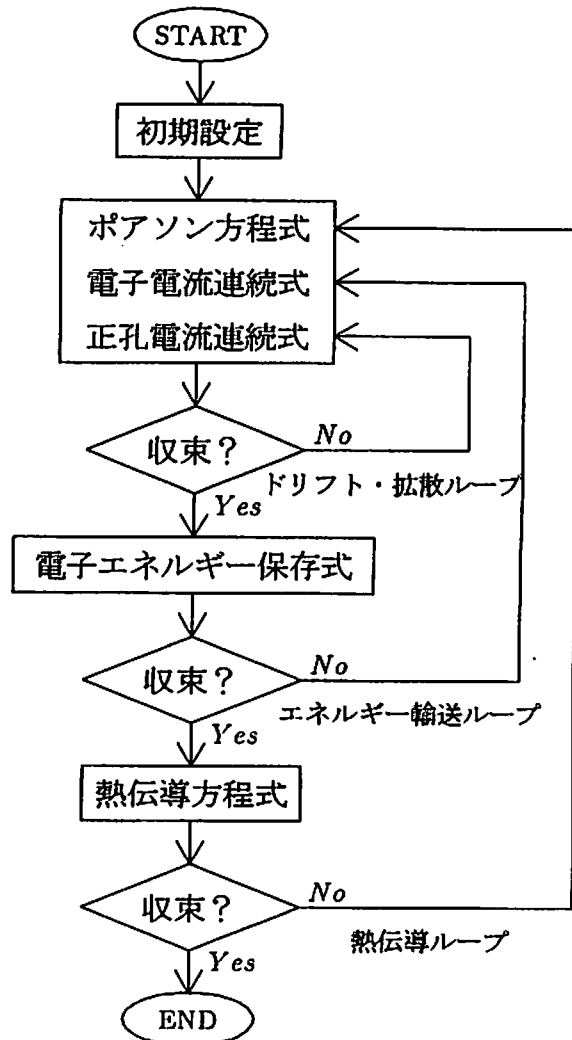 START
初期設定
ポアソン方程式
電子電流連続式
正孔電流連続式
収束？
No
ドリフト・拡散ループ
Yes
電子エネルギー保存式
収束？
No
エネルギー輸送ループ
Yes
熱伝導方程式
収束？
No
熱伝導ループ
Yes
END